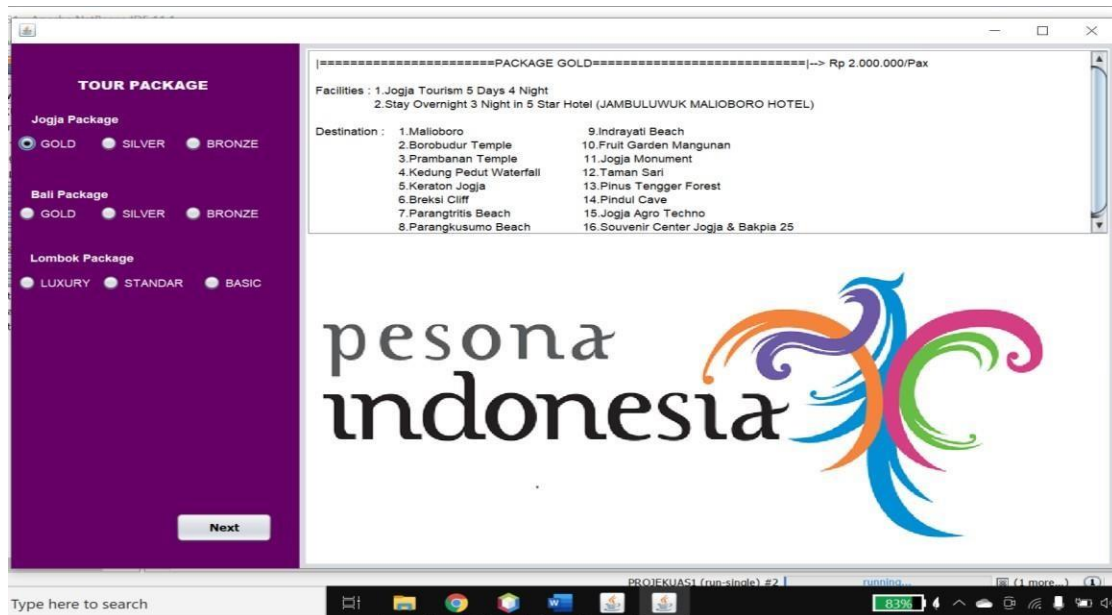 TOUR PACKAGE
Jogja Package
GOLD SILVER BRONZE
Bali Package
GOLD SILVER BRONZE
Lombok Package
LUXURY STANDAR BASIC
Next
|=======================PACKAGE GOLD============================|--> Rp 2.000.000/Pax
Facilities : 1.Jogja Tourism 5 Days 4 Night
2.Stay Overnight 3 Night in 5 Star Hotel (JAMBULUWUK MALIOBORO HOTEL)
Destination : 1.Malioboro 9.Indrayati Beach
2.Borobudur Temple 10.Fruit Garden Mangunan
3.Prambanan Temple 11.Jogja Monument
4.Kedung Pedut Waterfall 12.Taman Sari
5.Keraton Jogja 13.Pinus Tengger Forest
6.Breksi Cliff 14.Pindul Cave
7.Parangtritis Beach 15.Jogja Agro Techno
8.Parangkusumo Beach 16.Souvenir Center Jogja & Bakpia 25
pesona
indonesia
PROJEKUAS1 (run-single) #2 running... (1 more...)
Type here to search 83%